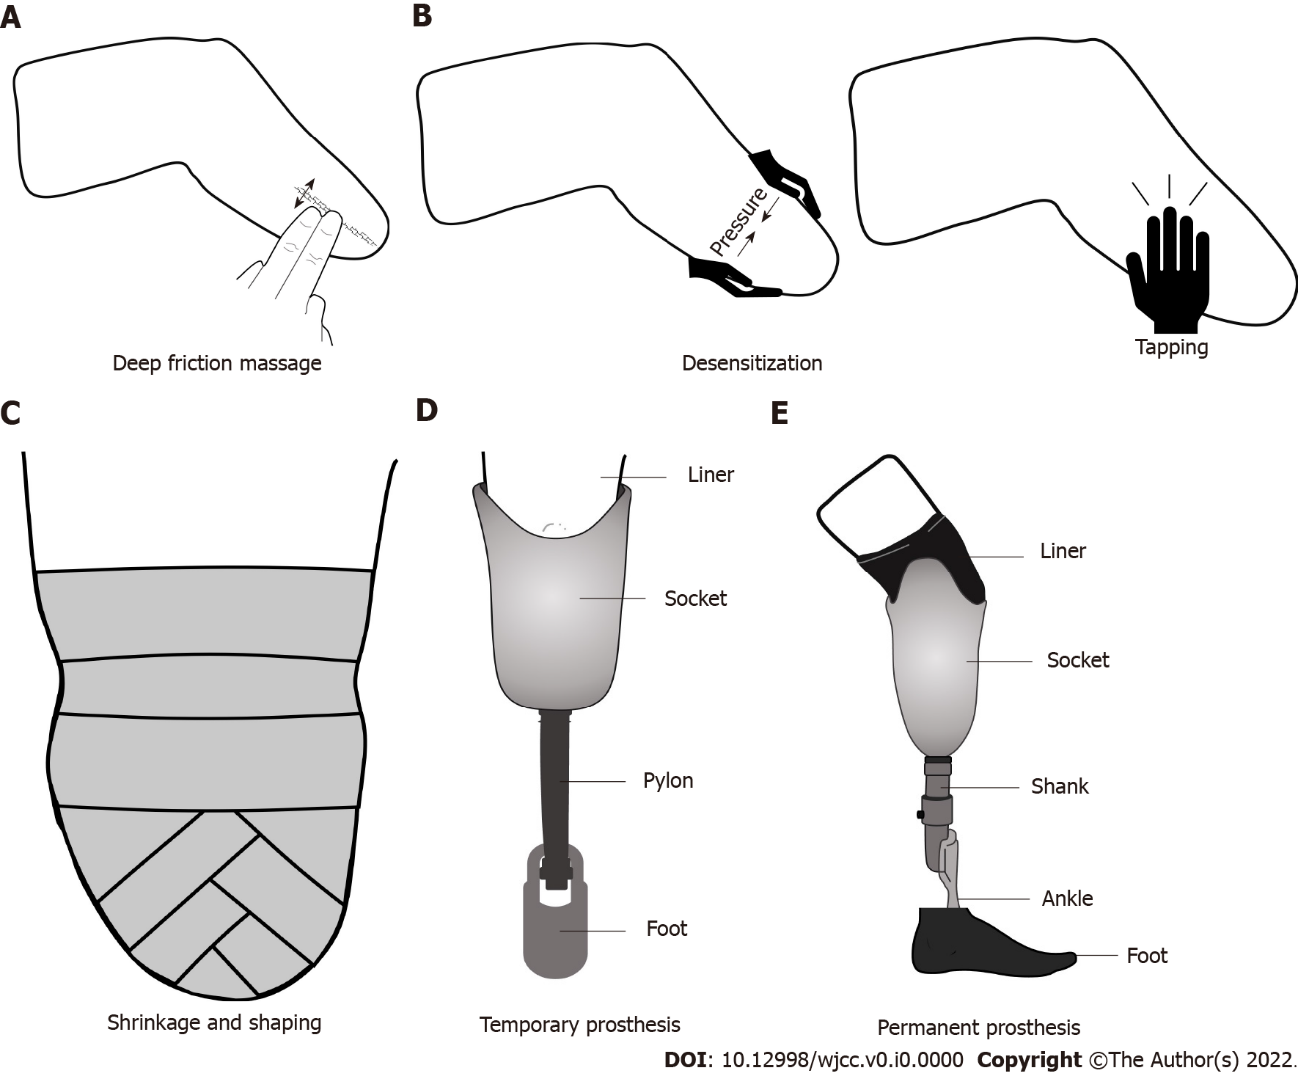 A
B
Pressure
Tapping
Deep friction massage
Desensitization
C
D
E
Liner
Socket
Pylon
Foot
Liner
Socket
Shank
Ankle
Foot
Shrinkage and shaping
Temporary prosthesis
Permanent prosthesis
DOI: 10.12998/wjcc.v0.i0.0000 Copyright ©The Author(s) 2022.